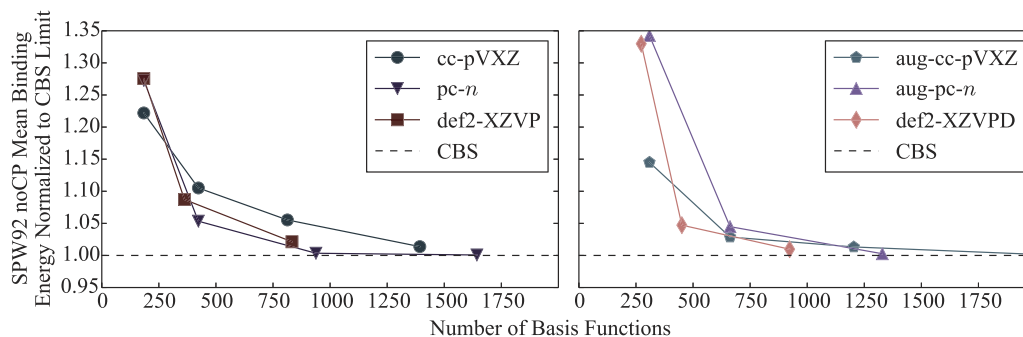 SPW92 noCP Mean Binding
Energy Normalized to CBS Limit
1.35
1.30
1.25
1.20
1.15
1.10
1.05
1.00
0.95
cc-pVXZ
pc-n
def2-XZVP
CBS
0 250 500 750 1000 1250 1500 1750
aug-cc-pVXZ
aug-pc-n
def2-XZVPD
CBS
0 250 500 750 1000 1250 1500 1750
Number of Basis Functions